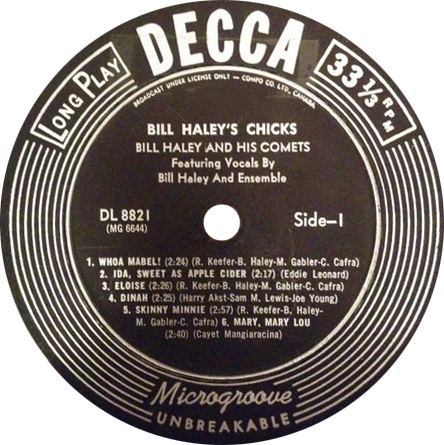 DECCA
LONG PLAY
33 1/3 RPM
BROADCAST UNDER LICENSE ONLY — COMPO CO. LTD., CANADA
BILL HALEY'S CHICKS
BILL HALEY AND HIS COMETS
Featuring Vocals By
Bill Haley And Ensemble
DL 8821
(MG 6644)
Side-1
1. WHOA MABEL! (2:24) (R. Keefer-B. Haley-M. Gabler-C. Cafra)
2. IDA, SWEET AS APPLE CIDER (2:17) (Eddie Leonard)
3. ELOISE (2:26) (R. Keefer-B. Haley-M. Gabler-C. Cafra)
4. DINAH (2:25) (Harry Akst-Sam M. Lewis-Joe Young)
5. SKINNY MINNIE (2:57) (R. Keefer-B. Haley-
M. Gabler-C. Cafra) 6. MARY, MARY LOU
(2:40) (Cayet Mangiaracina)
Microgroove
UNBREAKABLE